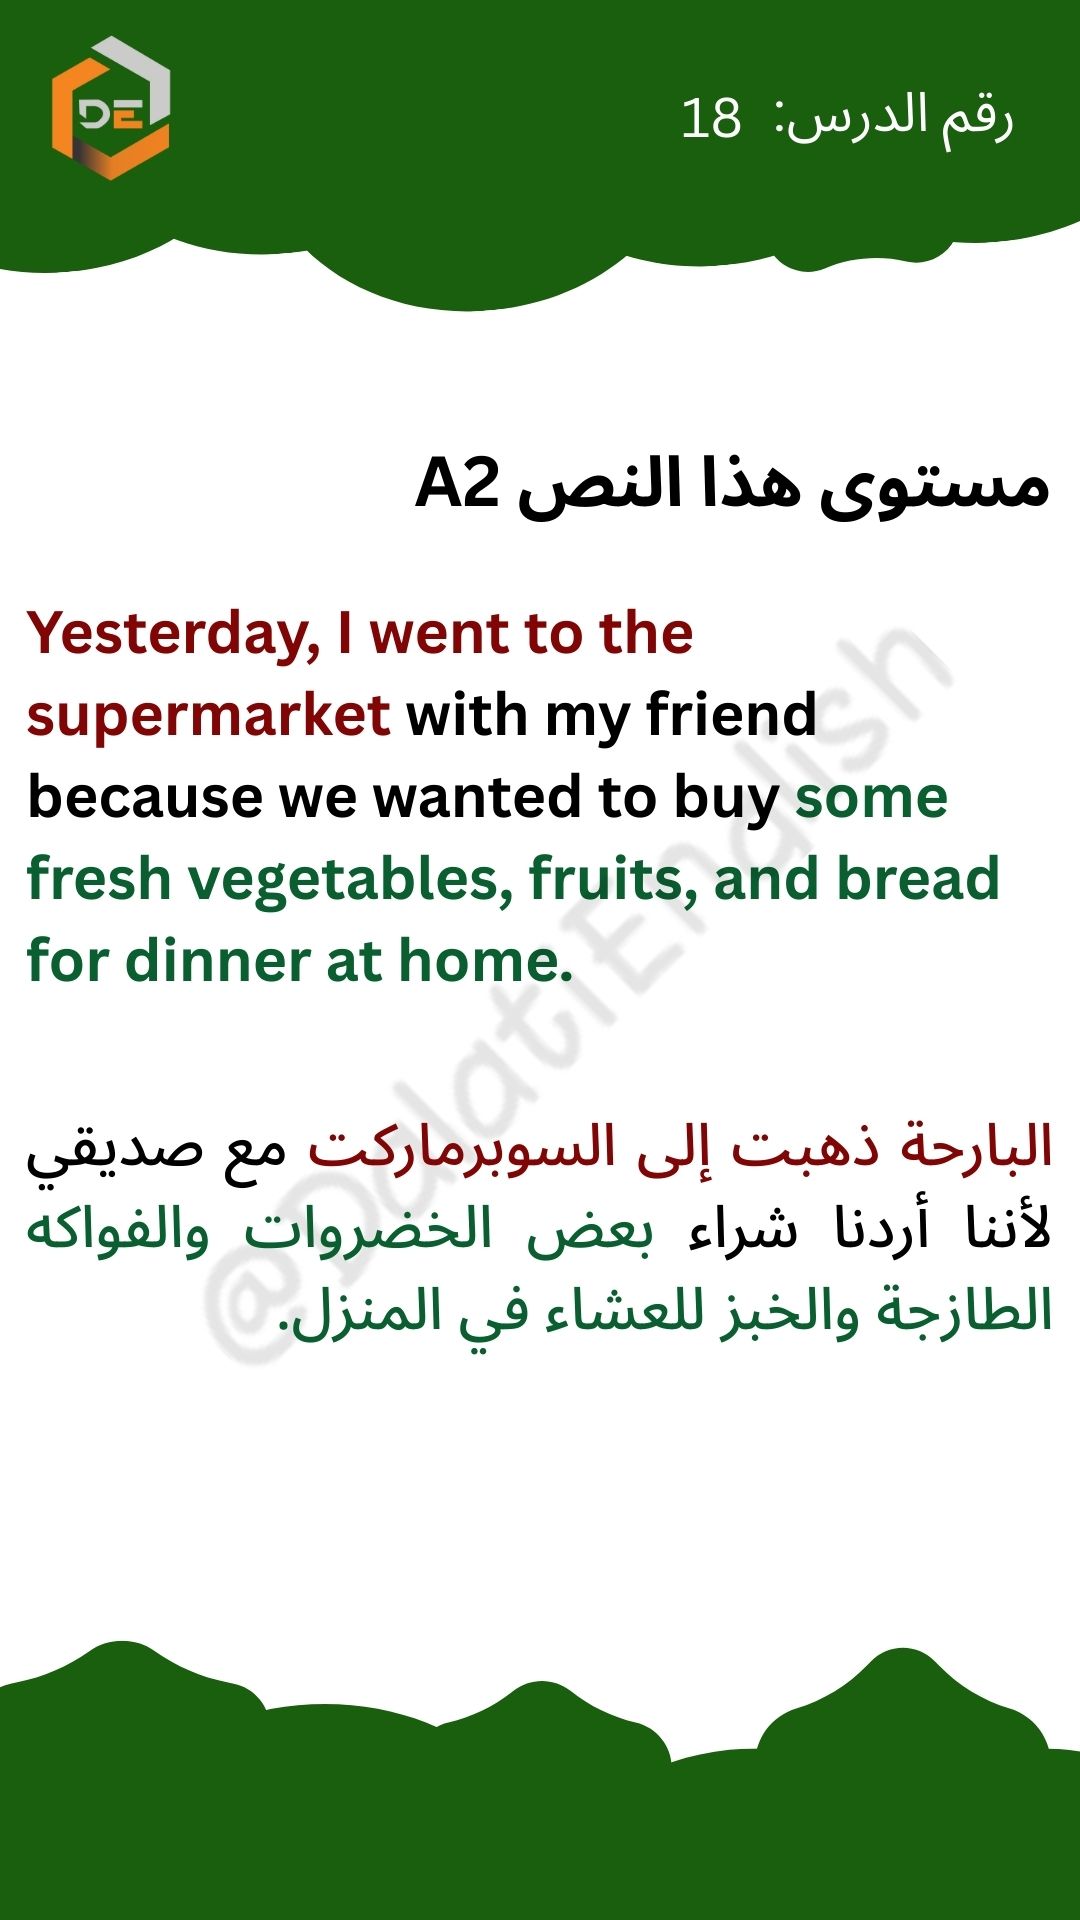 DE
رقم الدرس: 18
مستوى هذا النص A2
Yesterday, I went to the
supermarket with my friend
because we wanted to buy some
fresh vegetables, fruits, and bread
for dinner at home.
البارحة ذهبت إلى السوبرماركت مع صديقي
لأننا أردنا شراء بعض الخضروات والفواكه
الطازجة والخبز للعشاء في المنزل.
@DalatiEnglish